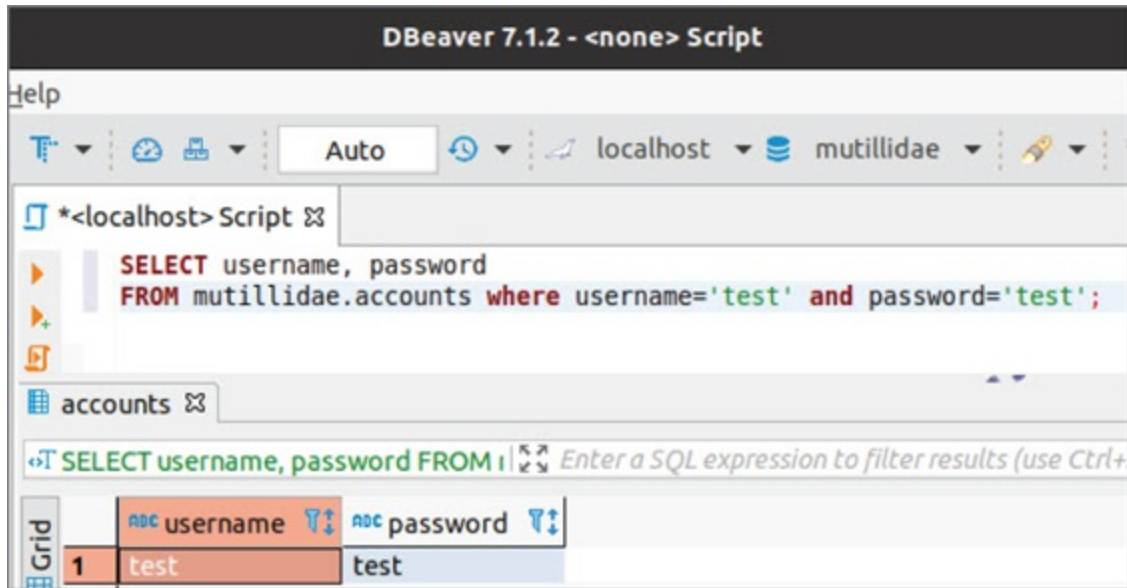 DBeaver 7.1.2 - <none> Script
Help
Auto localhost mutillidae
*<localhost> Script
SELECT username, password
FROM mutillidae.accounts where username='test' and password='test';
accounts
SELECT username, password FROM Enter a SQL expression to filter results (use Ctrl+
ABC username ABC password
Grid
1 test test